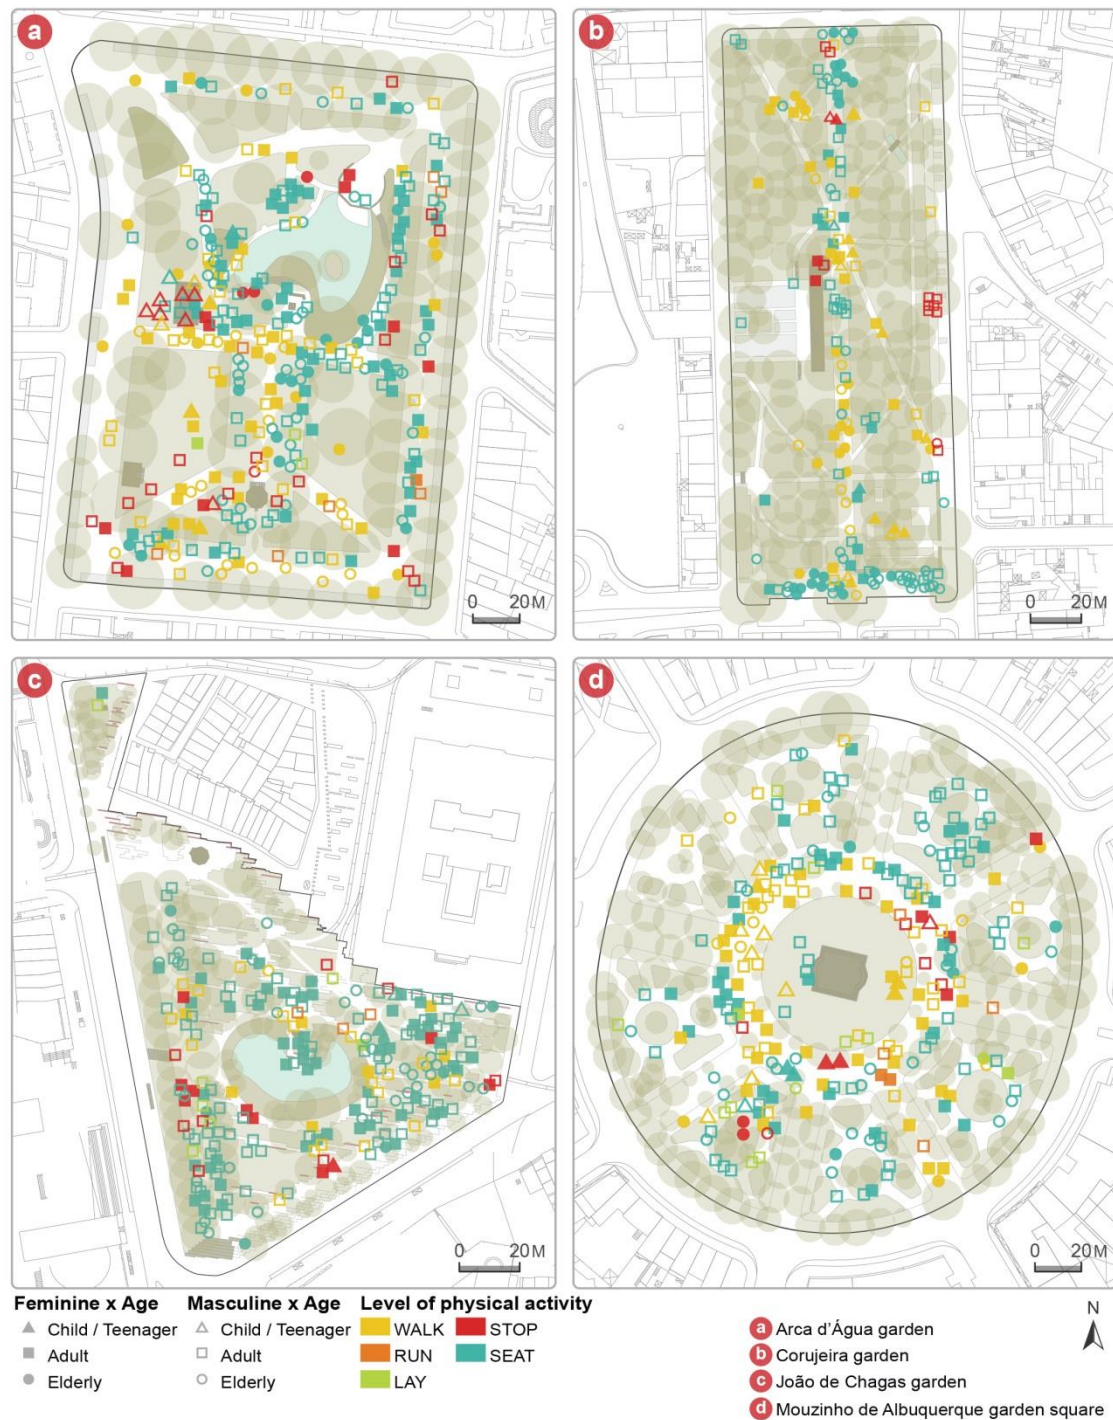 a
b
0 20M
0 20M
c
d
0 20M
0 20M
Feminine x Age Masculine x Age Level of physical activity
Child / Teenager Child / Teenager WALK STOP
Adult Adult RUN SEAT
Elderly Elderly LAY
N
a Arca d'Água garden
b Corujeira garden
c João de Chagas garden
d Mouzinho de Albuquerque garden square